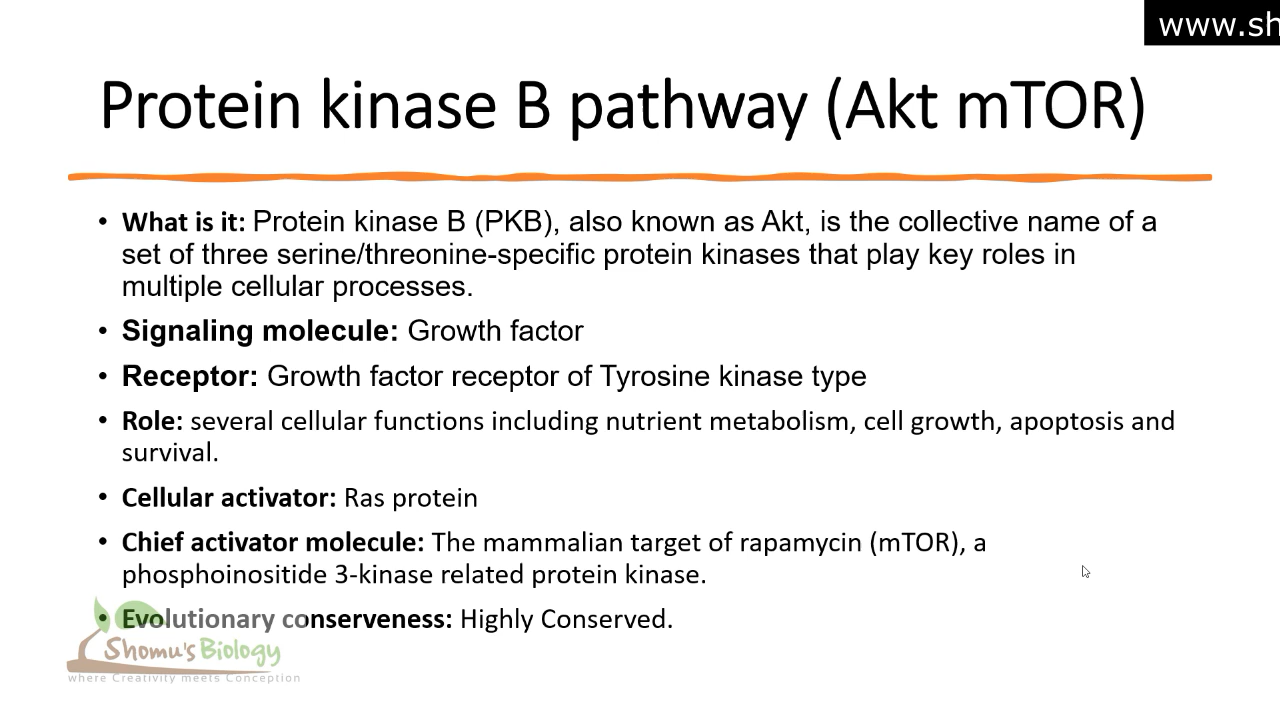 www.sh
Protein kinase B pathway (Akt mTOR)
• What is it: Protein kinase B (PKB), also known as Akt, is the collective name of a
set of three serine/threonine-specific protein kinases that play key roles in
multiple cellular processes.
• Signaling molecule: Growth factor
• Receptor: Growth factor receptor of Tyrosine kinase type
• Role: several cellular functions including nutrient metabolism, cell growth, apoptosis and
survival.
• Cellular activator: Ras protein
• Chief activator molecule: The mammalian target of rapamycin (mTOR), a
phosphoinositide 3-kinase related protein kinase.
• Evolutionary conserveness: Highly Conserved.
Shomu's Biology
where Creativity meets Conception